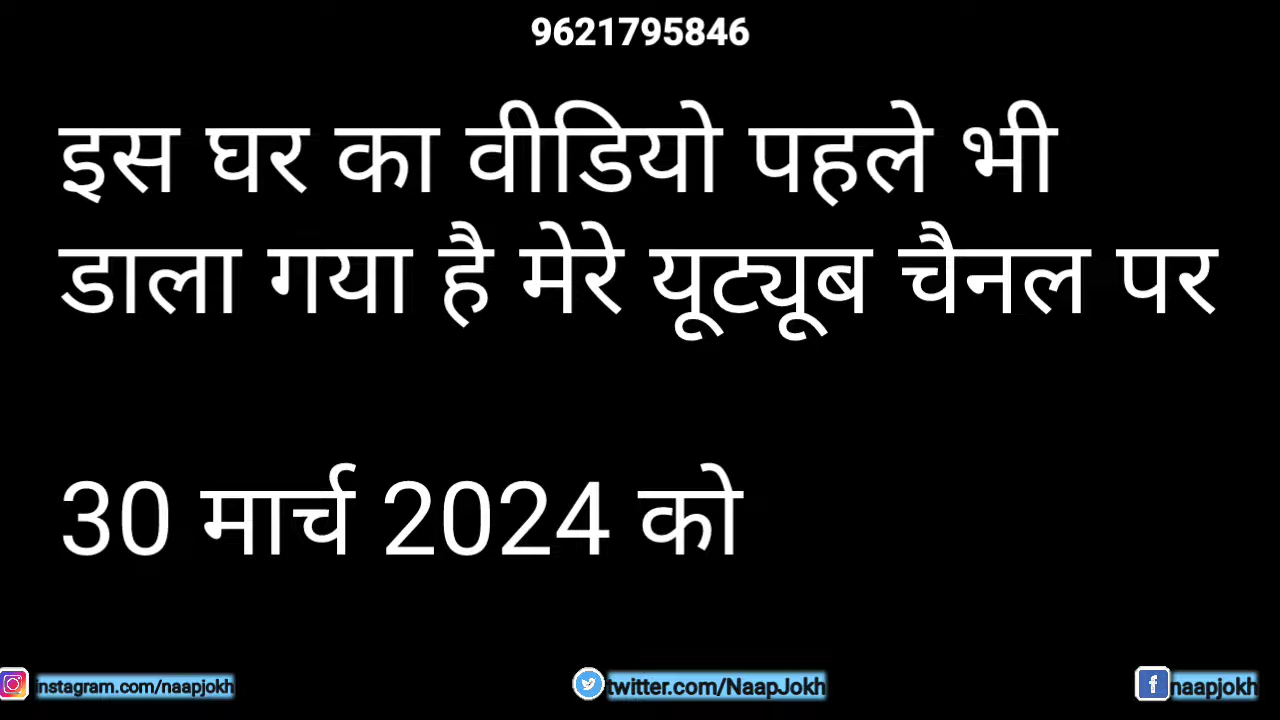 9621795846
इस घर का वीडियो पहले भी
डाला गया है मेरे यूट्यूब चैनल पर
30 मार्च 2024 को
instagram.com/naapjokh
twitter.com/NaapJokh
naapjokh